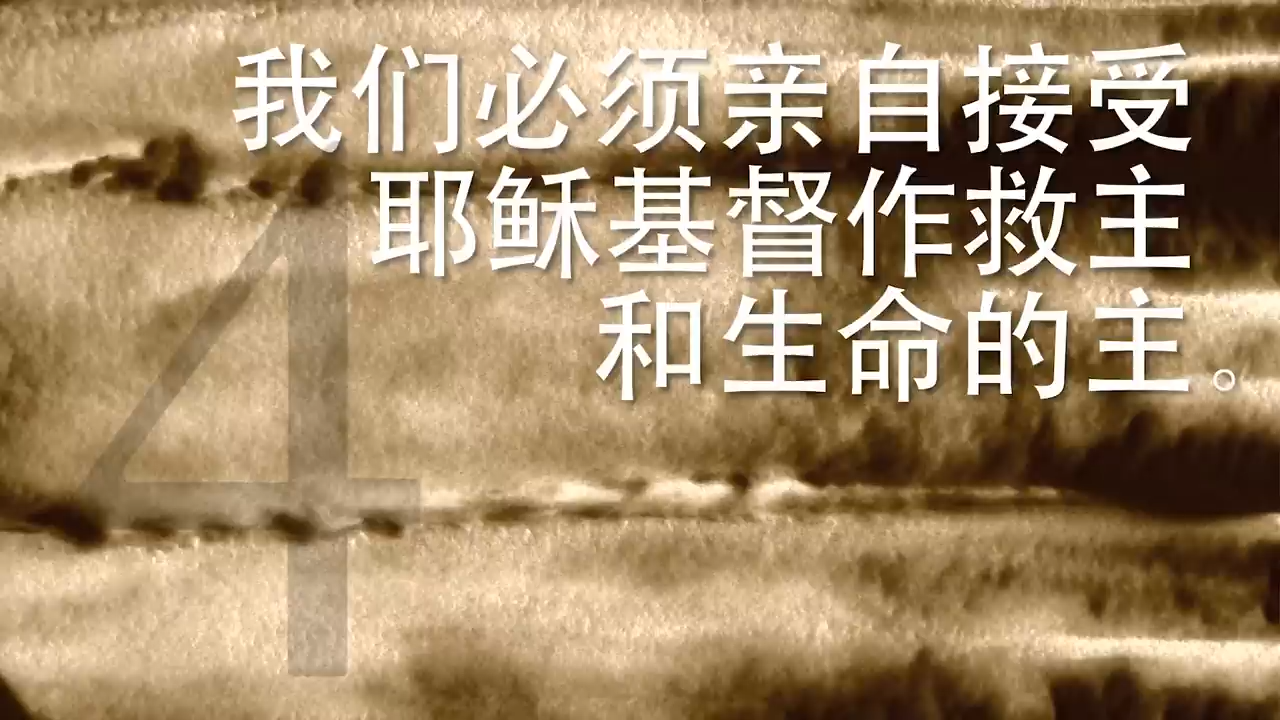 我们必须亲自接受
耶稣基督作救主
和生命的主。
4